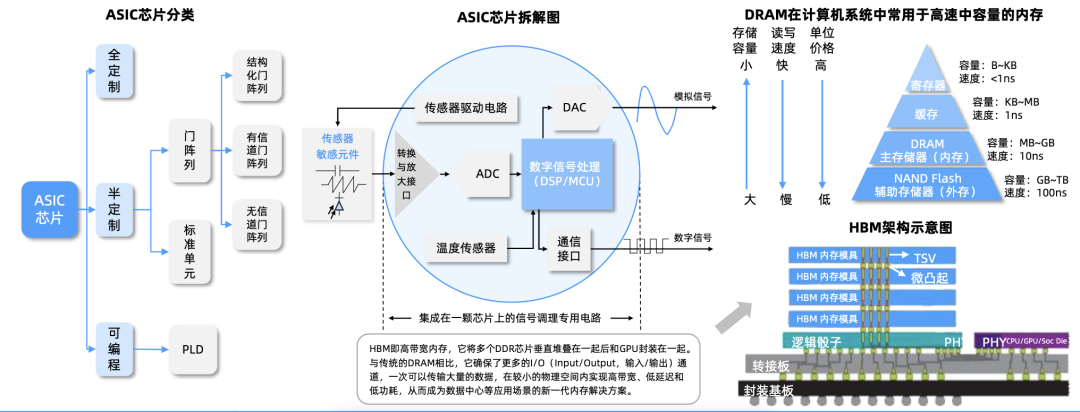 ASIC芯片分类
ASIC
芯片
全
定
制
半
定
制
可
编
程
门
阵
列
标
准
单
元
PLD
结构
化门
阵列
有信
道门
阵列
无信
道门
阵列
ASIC芯片拆解图
传感器驱动电路
DAC
模拟信号
传感器
敏感元件
转换
与放
大接
口
ADC
数字信号处理
(DSP/MCU)
温度传感器
通信
接口
数字信号
集成在一颗芯片上的信号调理专用电路
HBM即高带宽内存，它将多个DDR芯片垂直堆叠在一起后和GPU封装在一起。
与传统的DRAM相比，它确保了更多的I/O（Input/Output，输入/输出）通
道，一次可以传输大量的数据，在较小的物理空间内实现高带宽、低延迟和
低功耗，从而成为数据中心等应用场景的新一代内存解决方案。
DRAM在计算机系统中常用于高速中容量的内存
存储 读写 单位
容量 速度 价格
小 快 高
大 慢 低
寄存器
容量：B~KB
速度：<1ns
缓存
容量：KB~MB
速度：1ns
DRAM
主存储器（内存）
容量：MB~GB
速度：10ns
NAND Flash
辅助存储器（外存）
容量：GB~TB
速度：100ns
HBM架构示意图
HBM 内存模具
TSV
HBM 内存模具
微凸起
HBM 内存模具
HBM 内存模具
逻辑骰子
PHY
PHY
CPU/GPU/Soc Die
转接板
封装基板